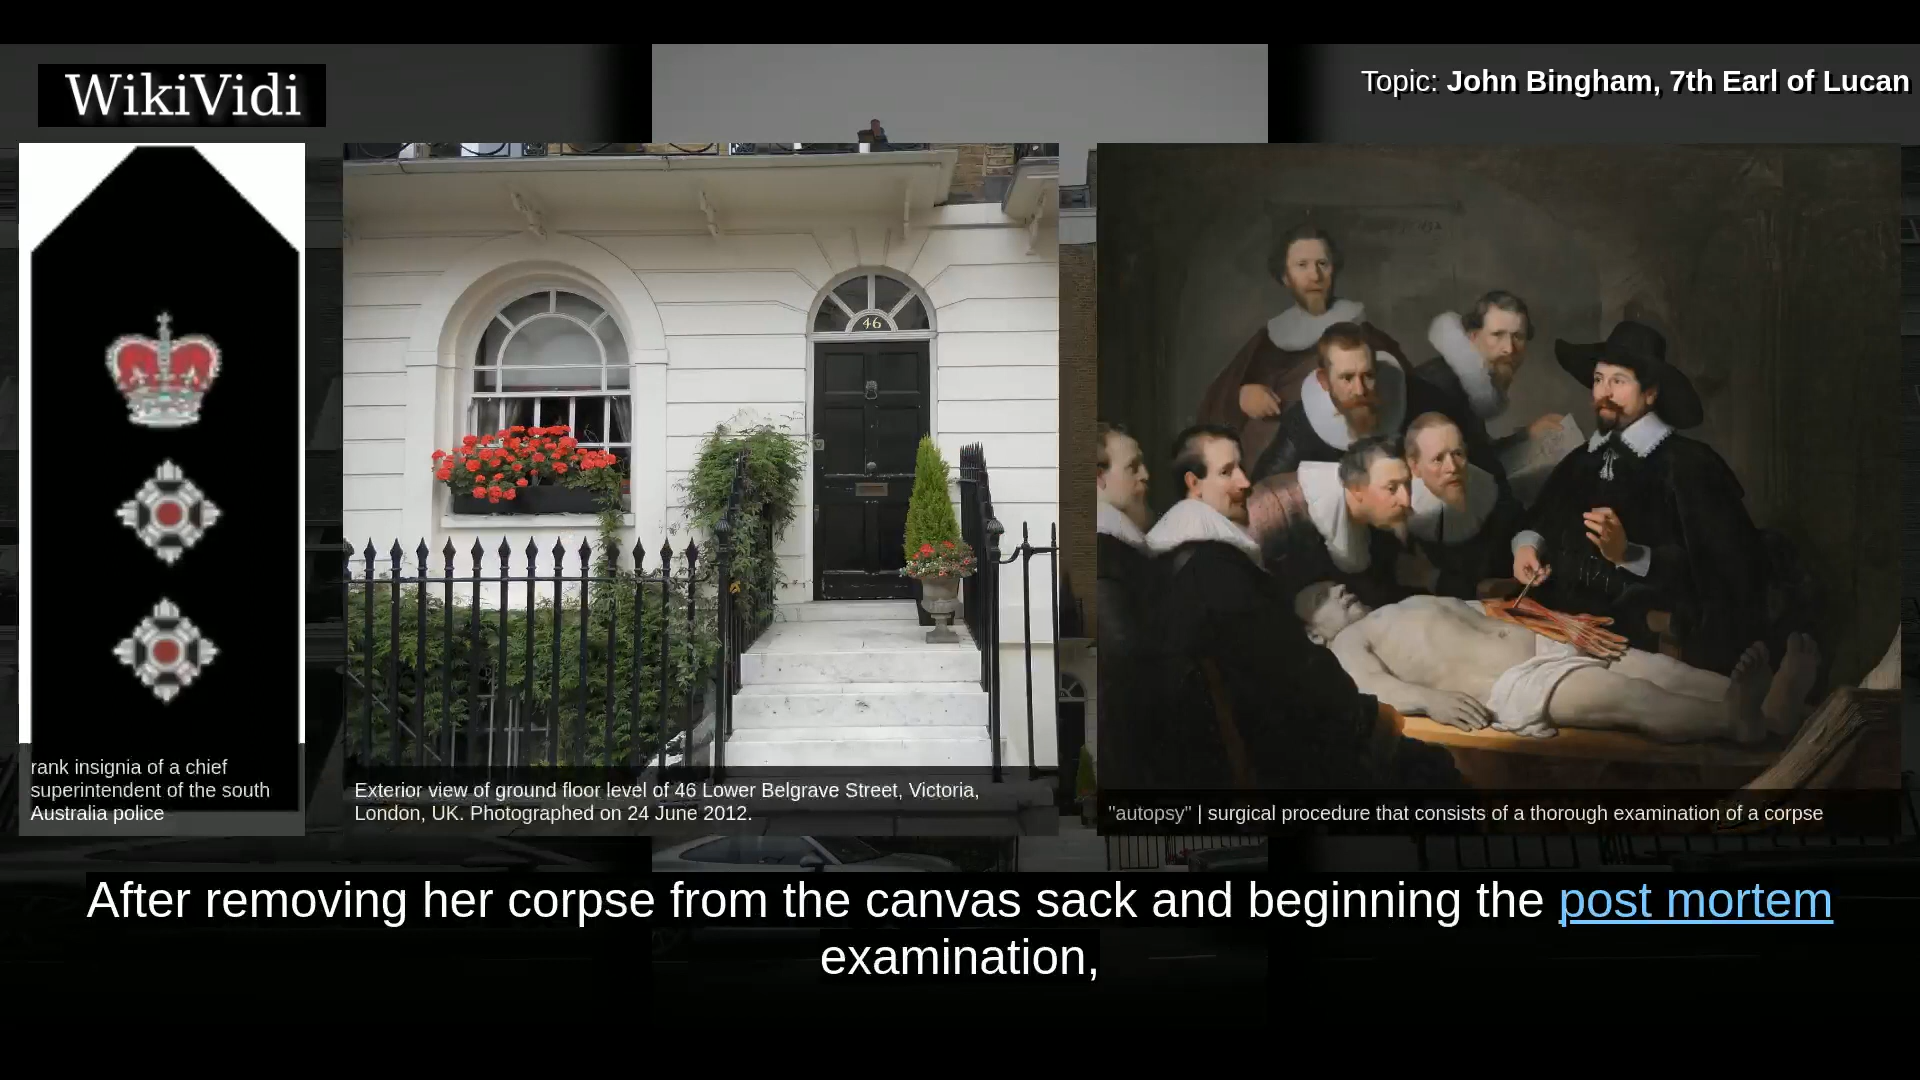 WikiVidi
Topic: John Bingham, 7th Earl of Lucan
46
rank insignia of a chief
superintendent of the south
Australia police
Exterior view of ground floor level of 46 Lower Belgrave Street, Victoria,
London, UK. Photographed on 24 June 2012.
"autopsy" | surgical procedure that consists of a thorough examination of a corpse
After removing her corpse from the canvas sack and beginning the post mortem
examination,